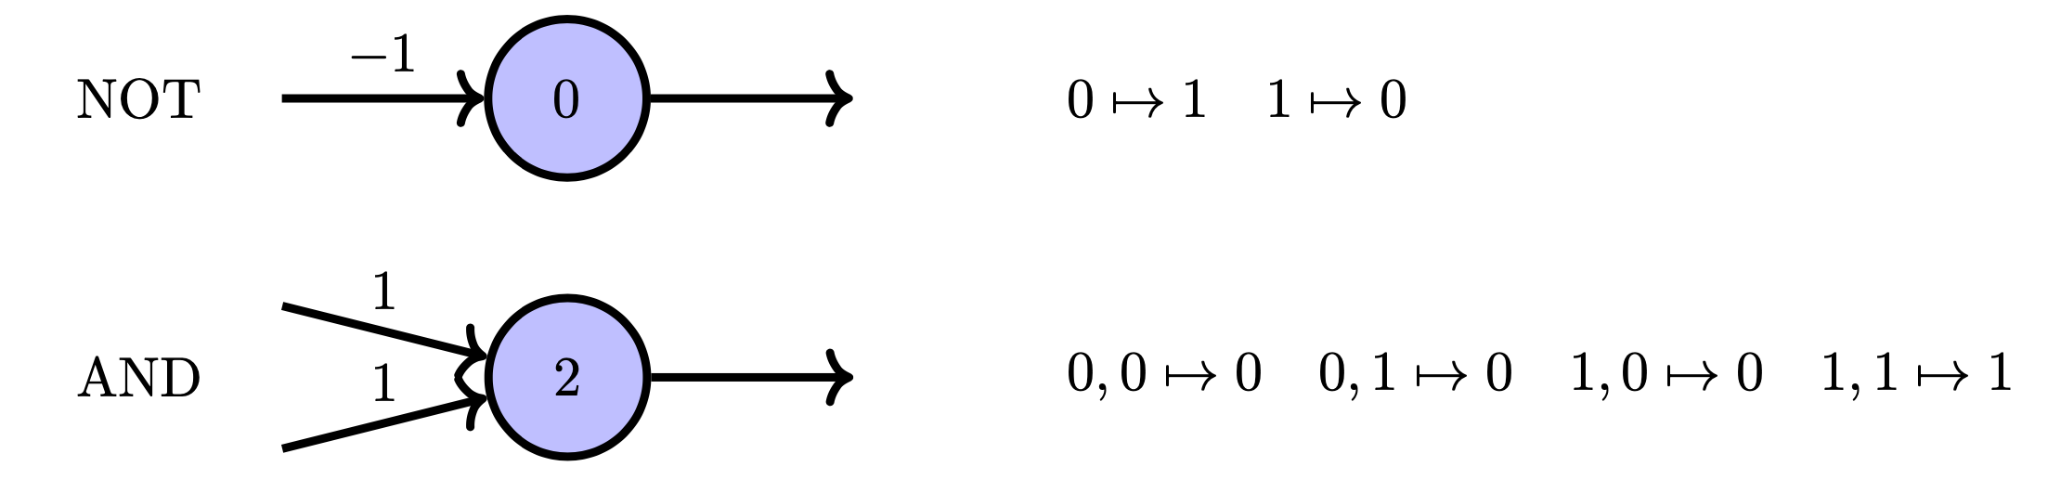 −1
NOT 0 0 ↦ 1 1 ↦ 0
1
AND 1 2 0, 0 ↦ 0 0, 1 ↦ 0 1, 0 ↦ 0 1, 1 ↦ 1